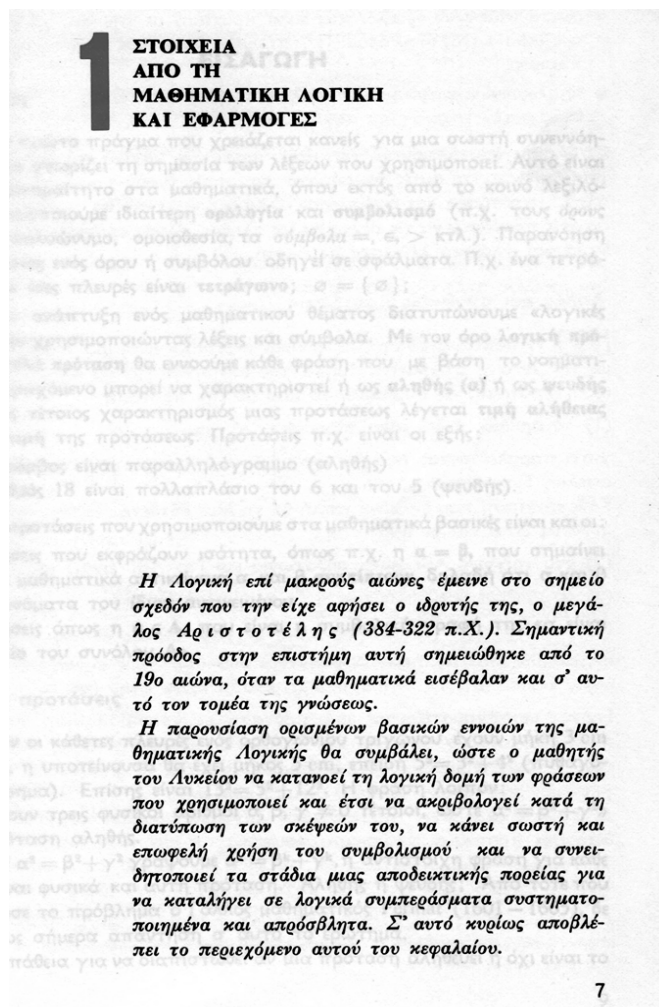 1
ΣΤΟΙΧΕΙΑ
ΑΠΟ ΤΗ
ΜΑΘΗΜΑΤΙΚΗ ΛΟΓΙΚΗ
ΚΑΙ ΕΦΑΡΜΟΓΕΣ
Η Λογική επί μακρούς αιώνες έμεινε στο σημείο
σχεδόν που την είχε αφήσει ο ιδρυτής της, ο μεγά-
λος Αριστοτέλης (384-322 π.Χ.). Σημαντική
πρόοδος στην επιστήμη αυτή σημειώθηκε από το
19ο αιώνα, όταν τα μαθηματικά εισέβαλαν και σ' αυ-
τό τον τομέα της γνώσεως.
Η παρουσίαση ορισμένων βασικών εννοιών της μα-
θηματικής Λογικής θα συμβάλει, ώστε ο μαθητής
του Λυκείου να κατανοεί τη λογική δομή των φράσεων
που χρησιμοποιεί και έτσι να ακριβολογεί κατά τη
διατύπωση των σκέψεών του, να κάνει σωστή και
επωφελή χρήση του συμβολισμού και να συνει-
δητοποιεί τα στάδια μιας αποδεικτικής πορείας για
να καταλήγει σε λογικά συμπεράσματα συστηματο-
ποιημένα και απρόσβλητα. Σ' αυτό κυρίως αποβλέ-
πει το περιεχόμενο αυτού του κεφαλαίου.
7